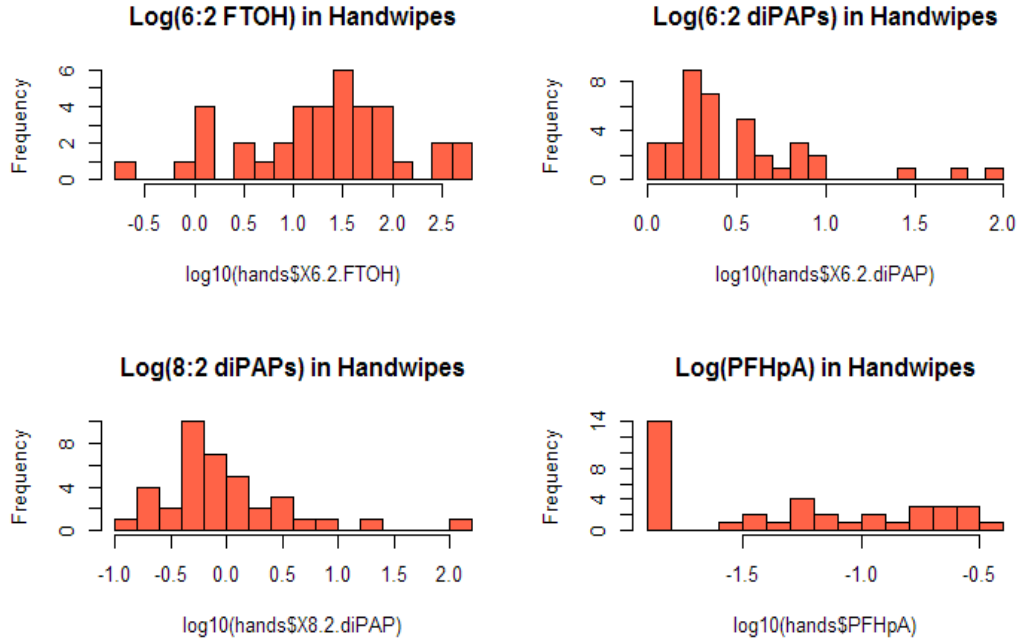 Log(6:2 FTOH) in Handwipes
Frequency
0 2 4 6
-0.5 0.0 0.5 1.0 1.5 2.0 2.5
log10(hands$X6.2.FTOH)
Log(6:2 diPAPs) in Handwipes
Frequency
0 4 8
0.0 0.5 1.0 1.5 2.0
log10(hands$X6.2.diPAP)
Log(8:2 diPAPs) in Handwipes
Frequency
0 4 8
-1.0 -0.5 0.0 0.5 1.0 1.5 2.0
log10(hands$X8.2.diPAP)
Log(PFHpA) in Handwipes
Frequency
0 4 8 14
-1.5 -1.0 -0.5
log10(hands$PFHpA)